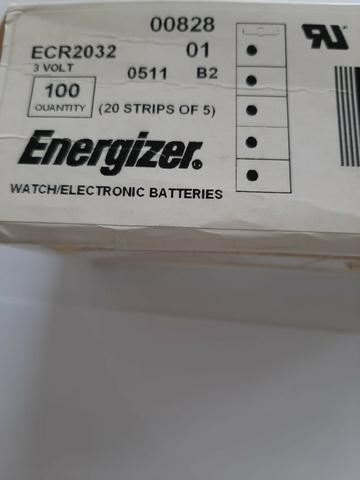 00828
ECR2032 01
3 VOLT
0511 B2
100
QUANTITY
(20 STRIPS OF 5)
Energizer®
WATCH/ELECTRONIC BATTERIES